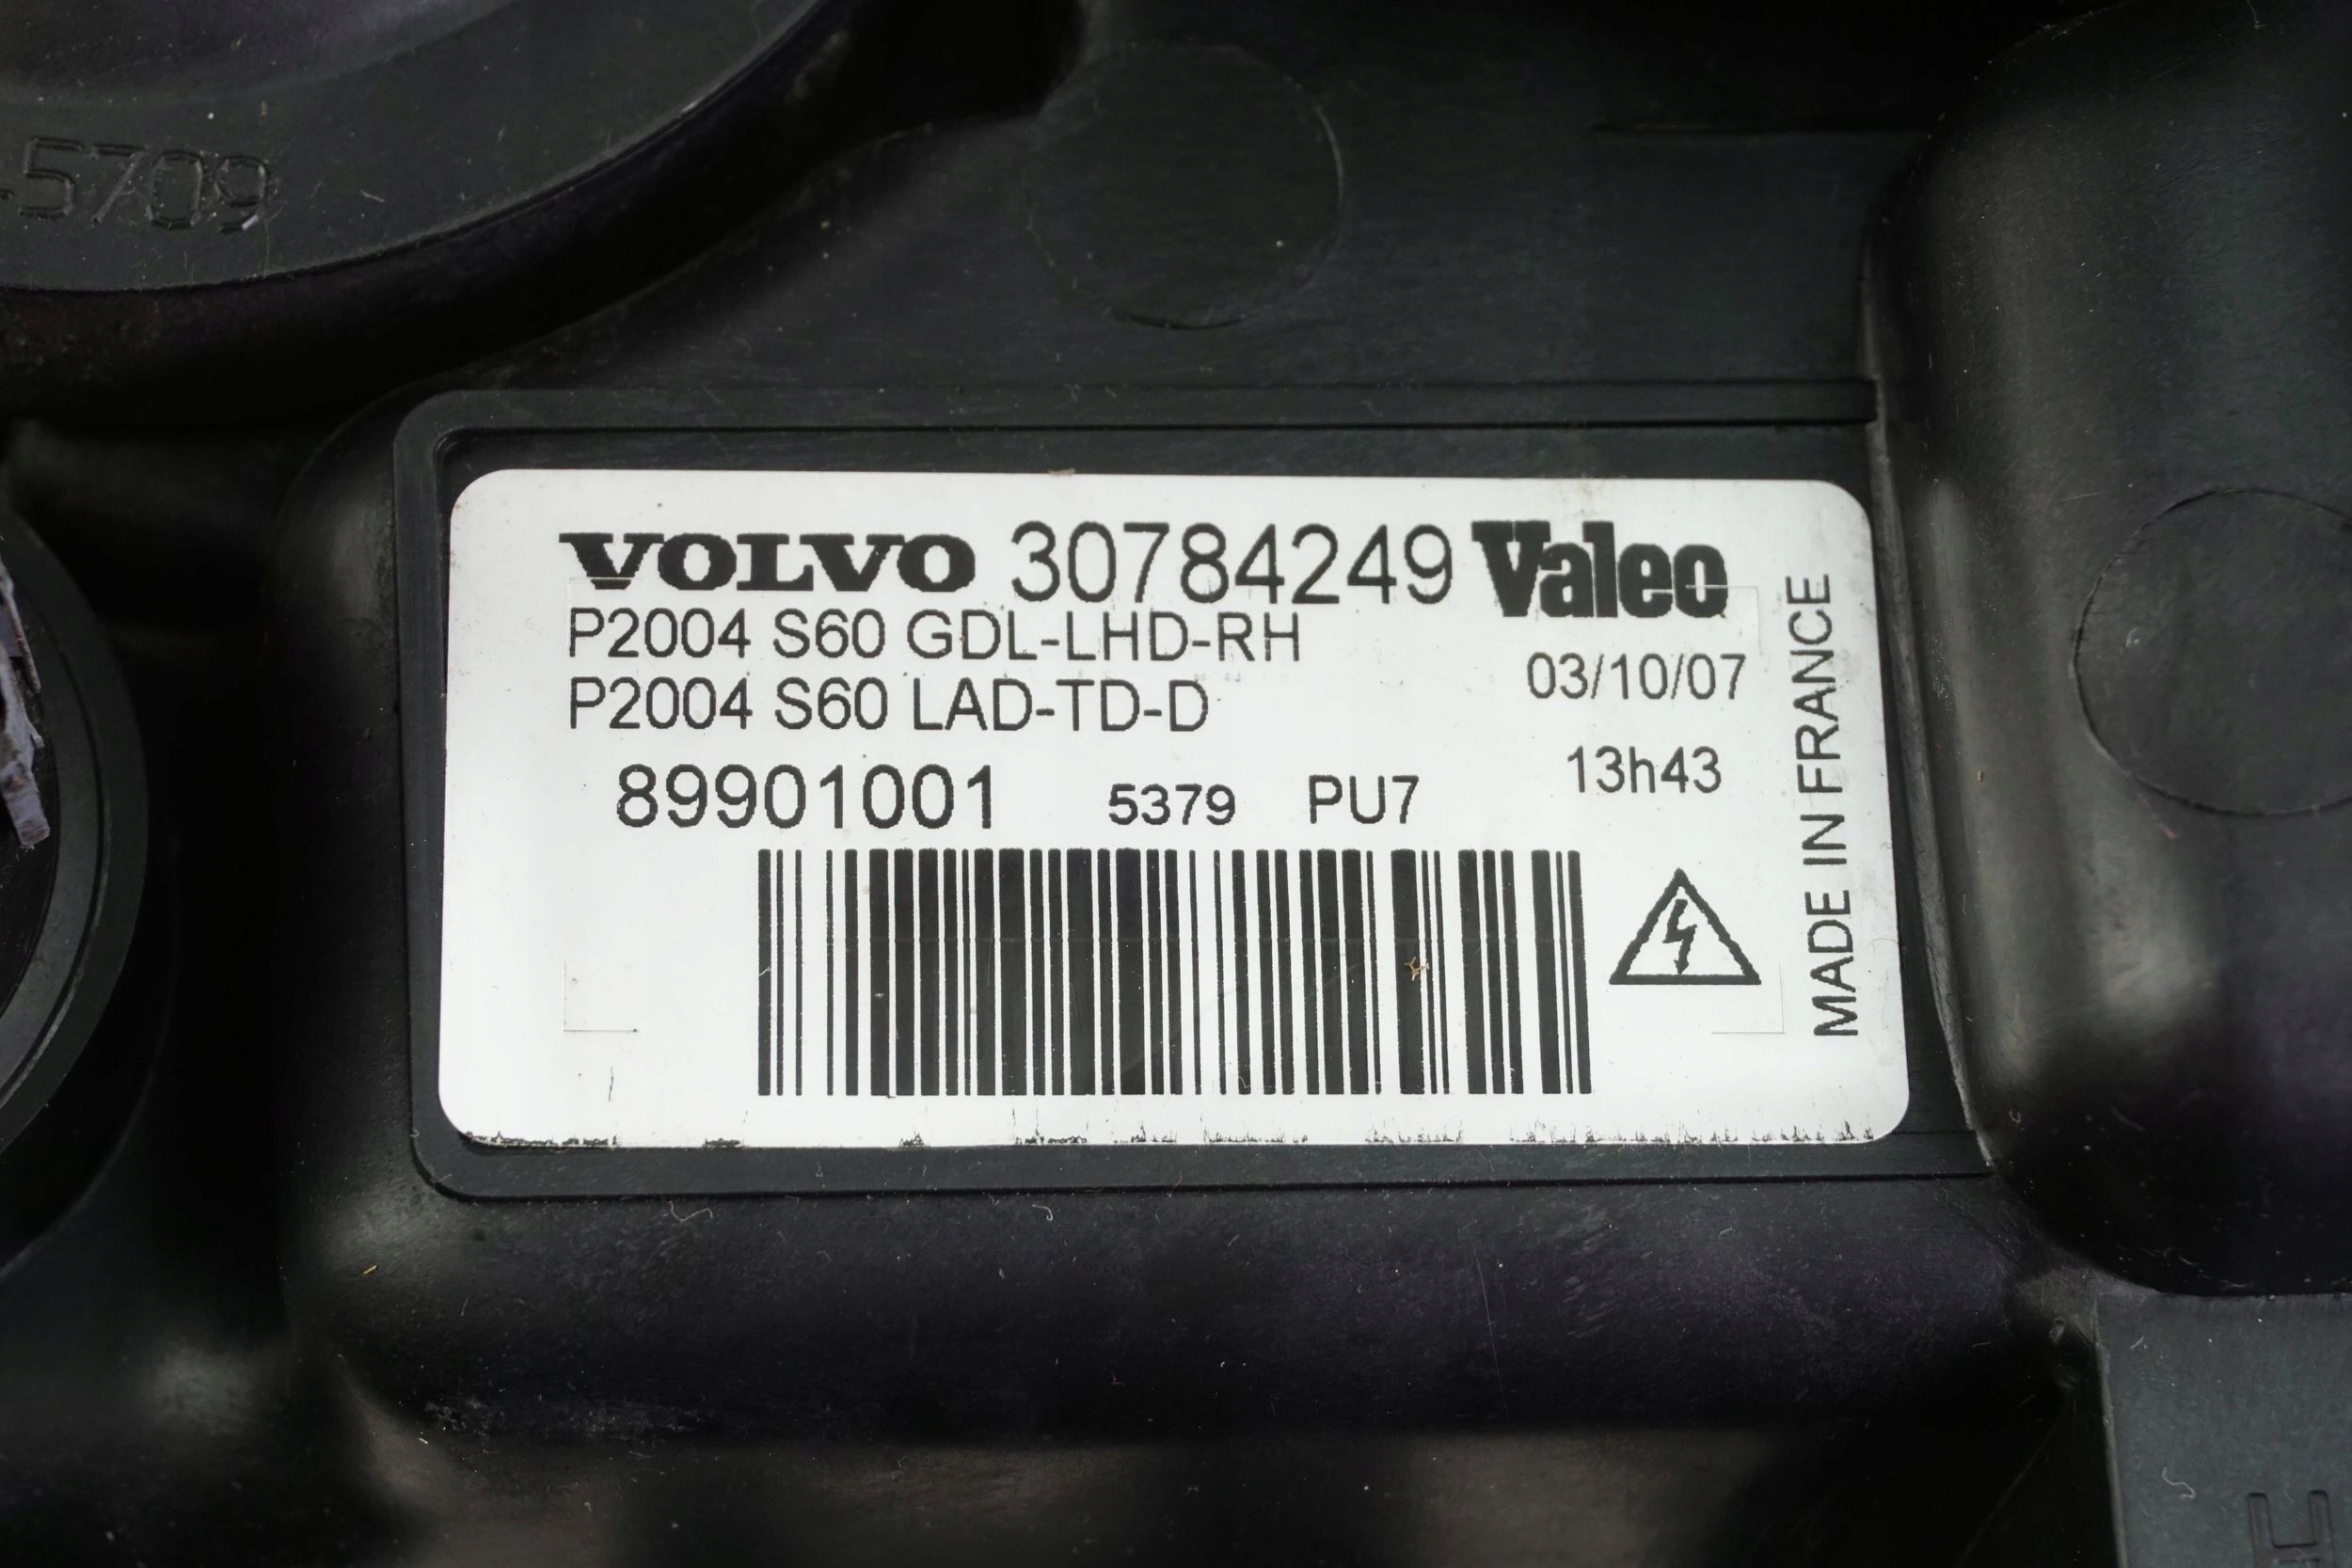 -5709
VOLVO 30784249 Valeo
P2004 S60 GDL-LHD-RH
P2004 S60 LAD-TD-D
03/10/07
89901001 5379 PU7 13h43
MADE IN FRANCE